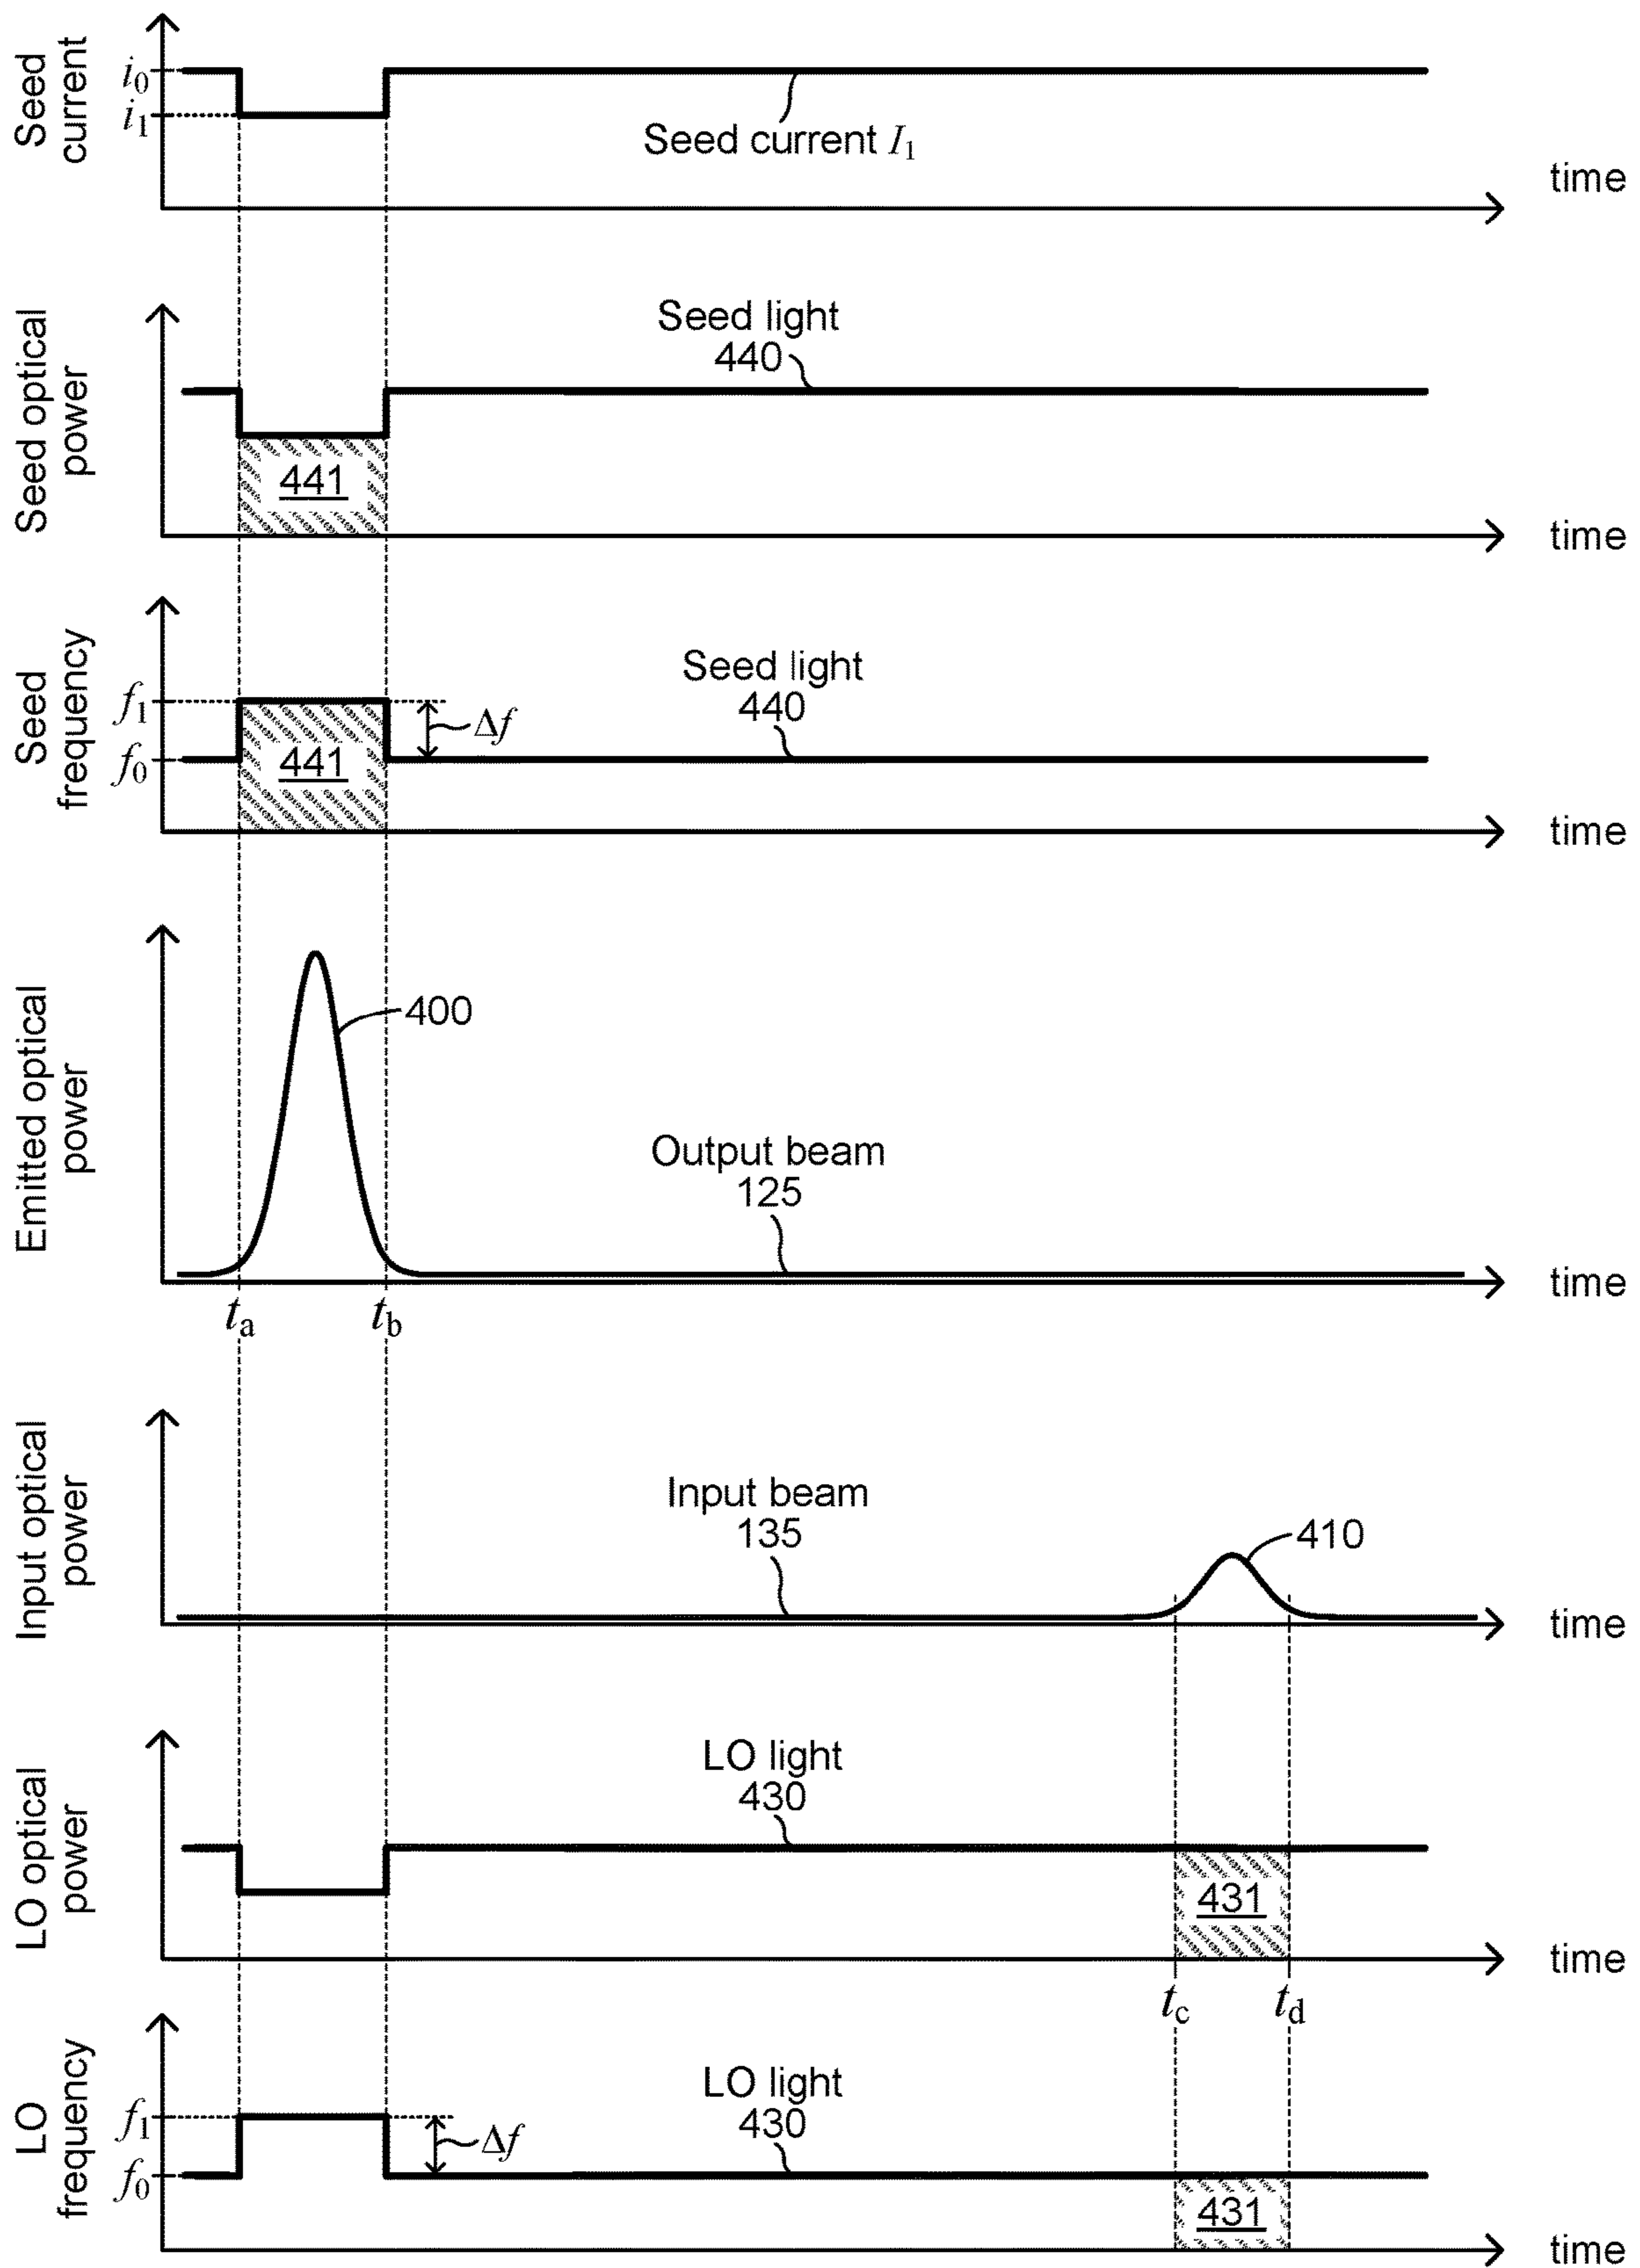 Seed current
i0
i1
Seed current I1
time
Seed optical power
Seed light
440
441
time
Seed frequency
f1
f0
Δf
Seed light
440
441
time
Emitted optical power
400
Output beam
125
time
ta
tb
Input optical power
Input beam
135
410
time
LO optical power
LO light
430
431
time
tc
td
LO frequency
f1
f0
Δf
LO light
430
431
time